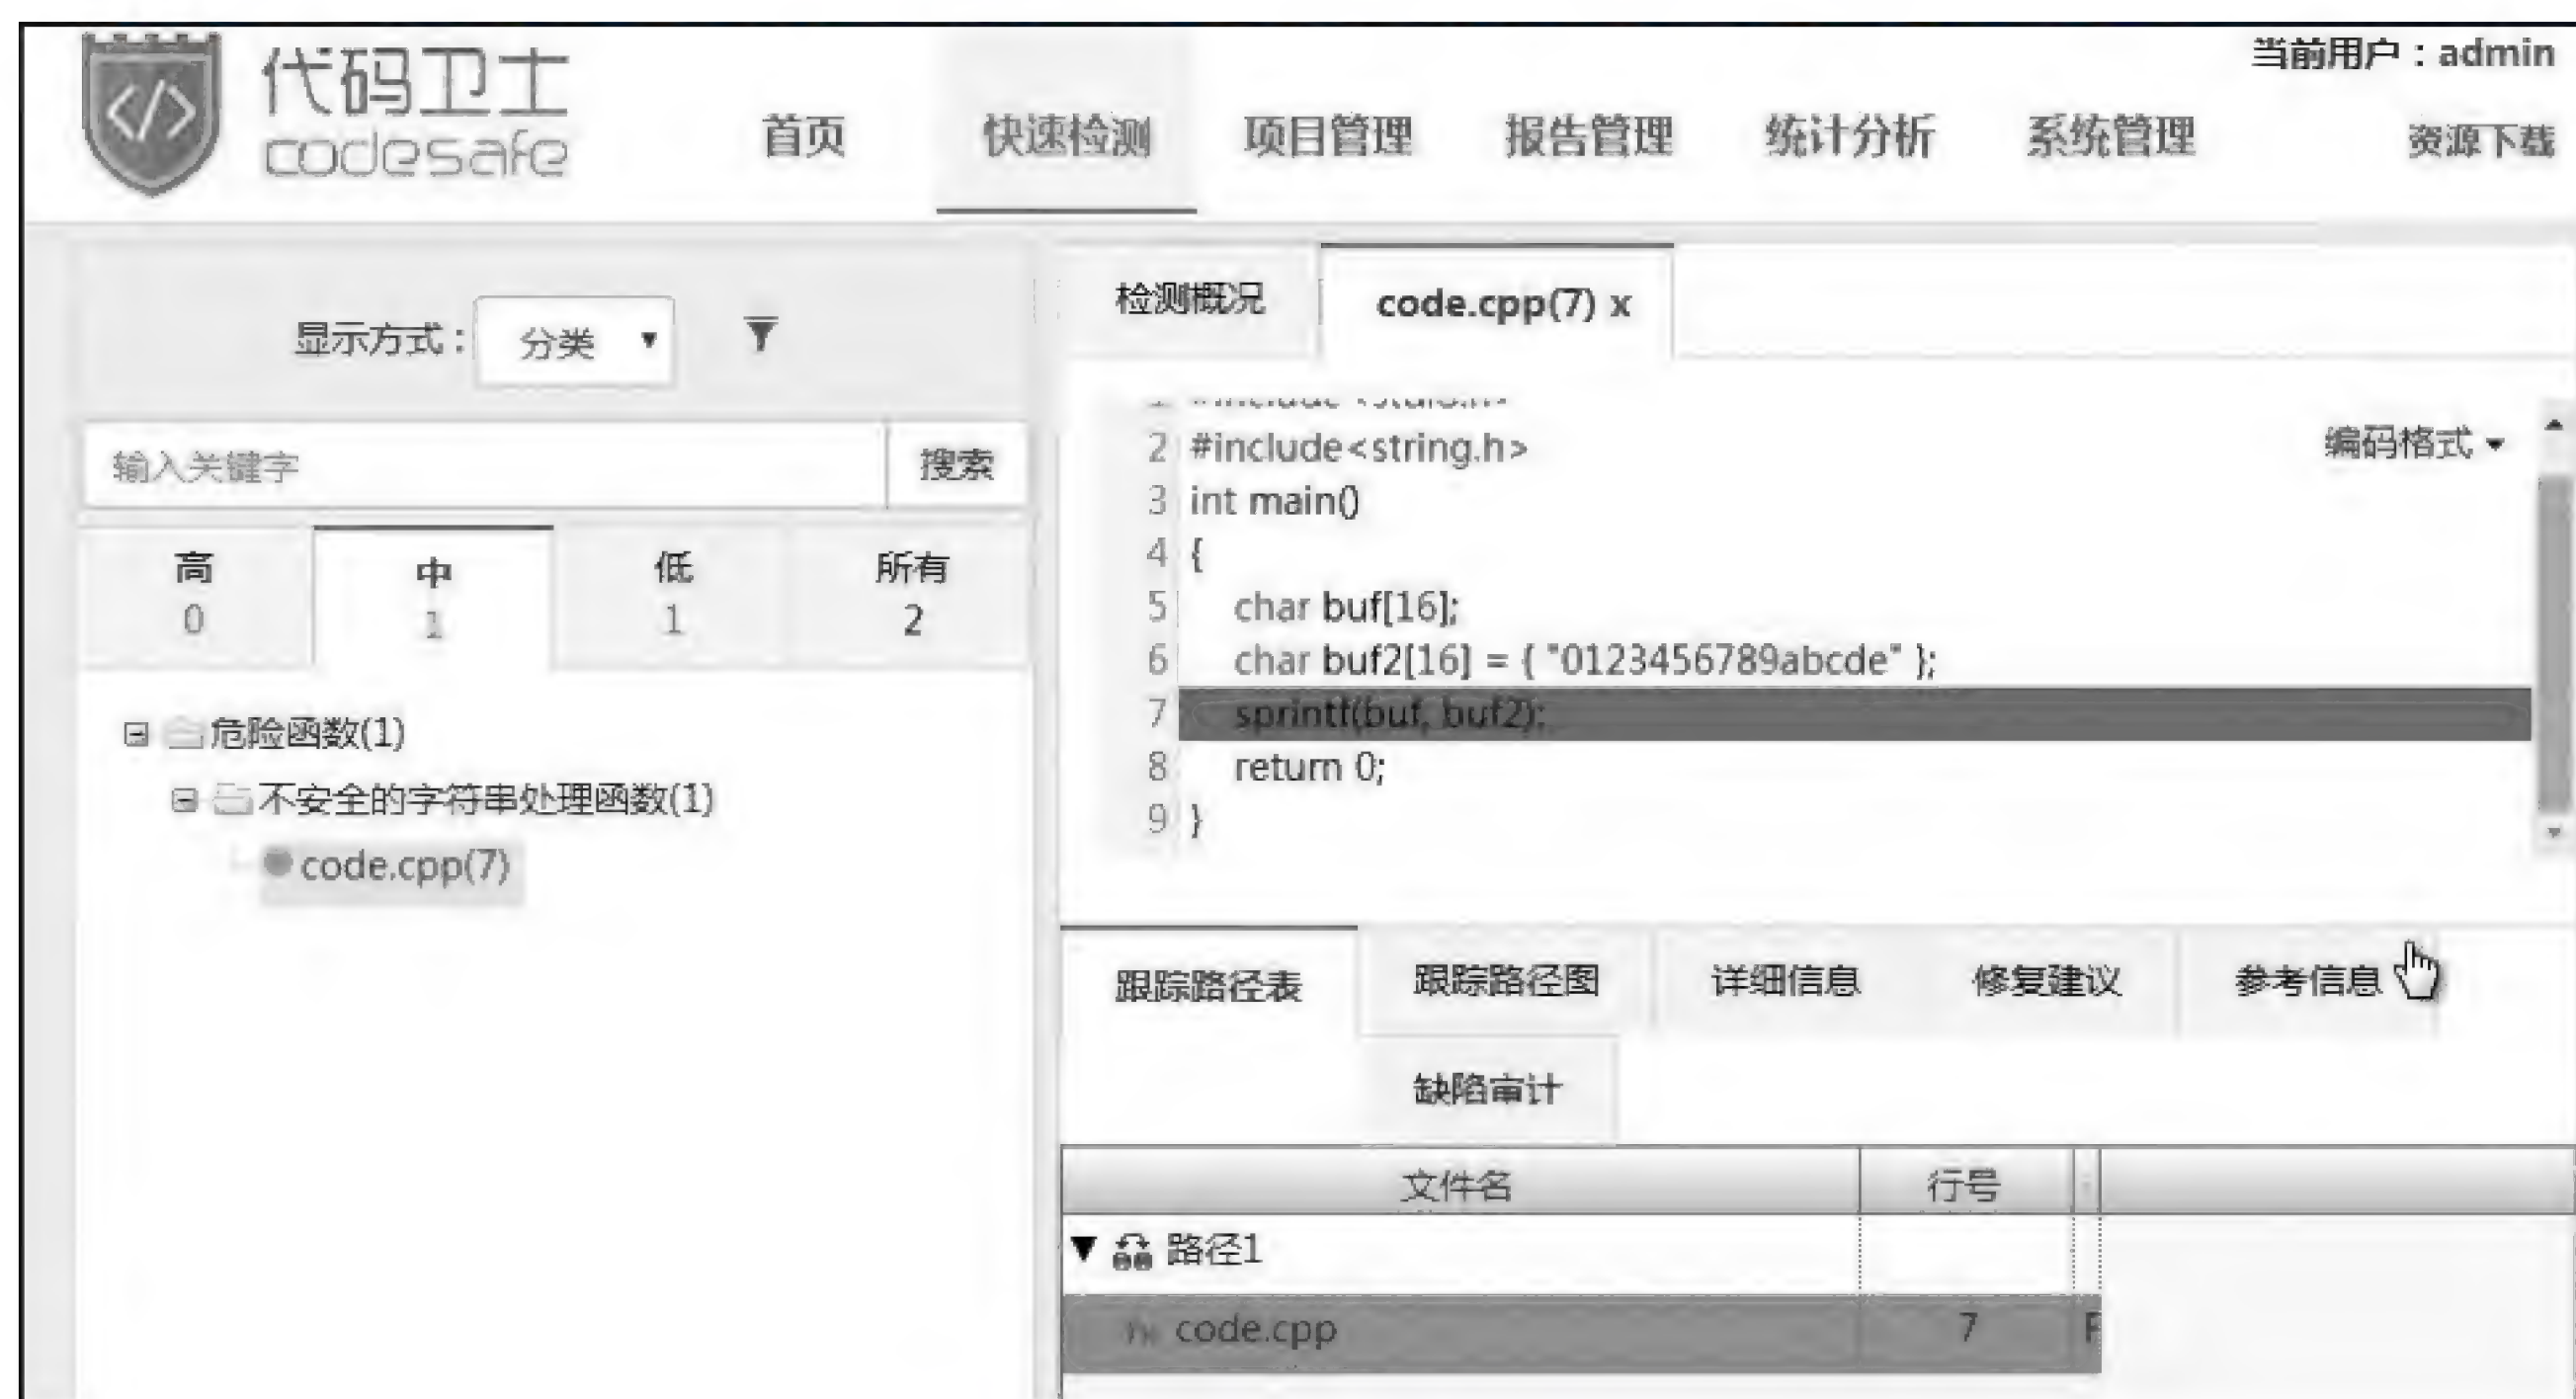 代码卫士
codesafe
当前用户：admin
首页 快速检测 项目管理 报告管理 统计分析 系统管理 资源下载
显示方式： 分类
输入关键字 搜索
高 中 低 所有
0 1 1 2
危险函数(1)
不安全的字符串处理函数(1)
code.cpp(7)
检测概况 code.cpp(7) x
编码格式
2 #include<string.h>
3 int main()
4 {
5 char buf[16];
6 char buf2[16] = { "0123456789abcde" };
7 sprintf(buf, buf2);
8 return 0;
9 }
跟踪路径表 跟踪路径图 详细信息 修复建议 参考信息
缺陷审计
文件名 行号
路径1
code.cpp 7